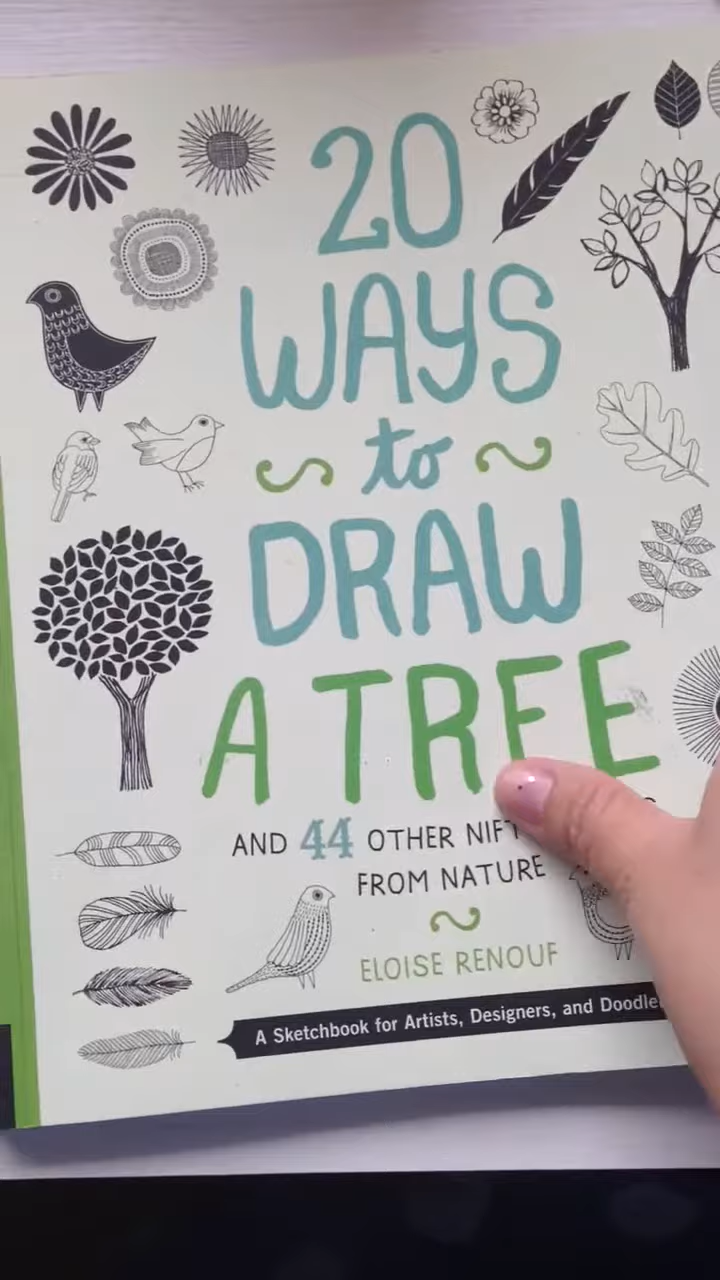 20
WAYS
to
DRAW
A TREE
AND 44 OTHER
FROM NATURE
ELOISE RENOUF
A Sketchbook for Artists, Designers, and